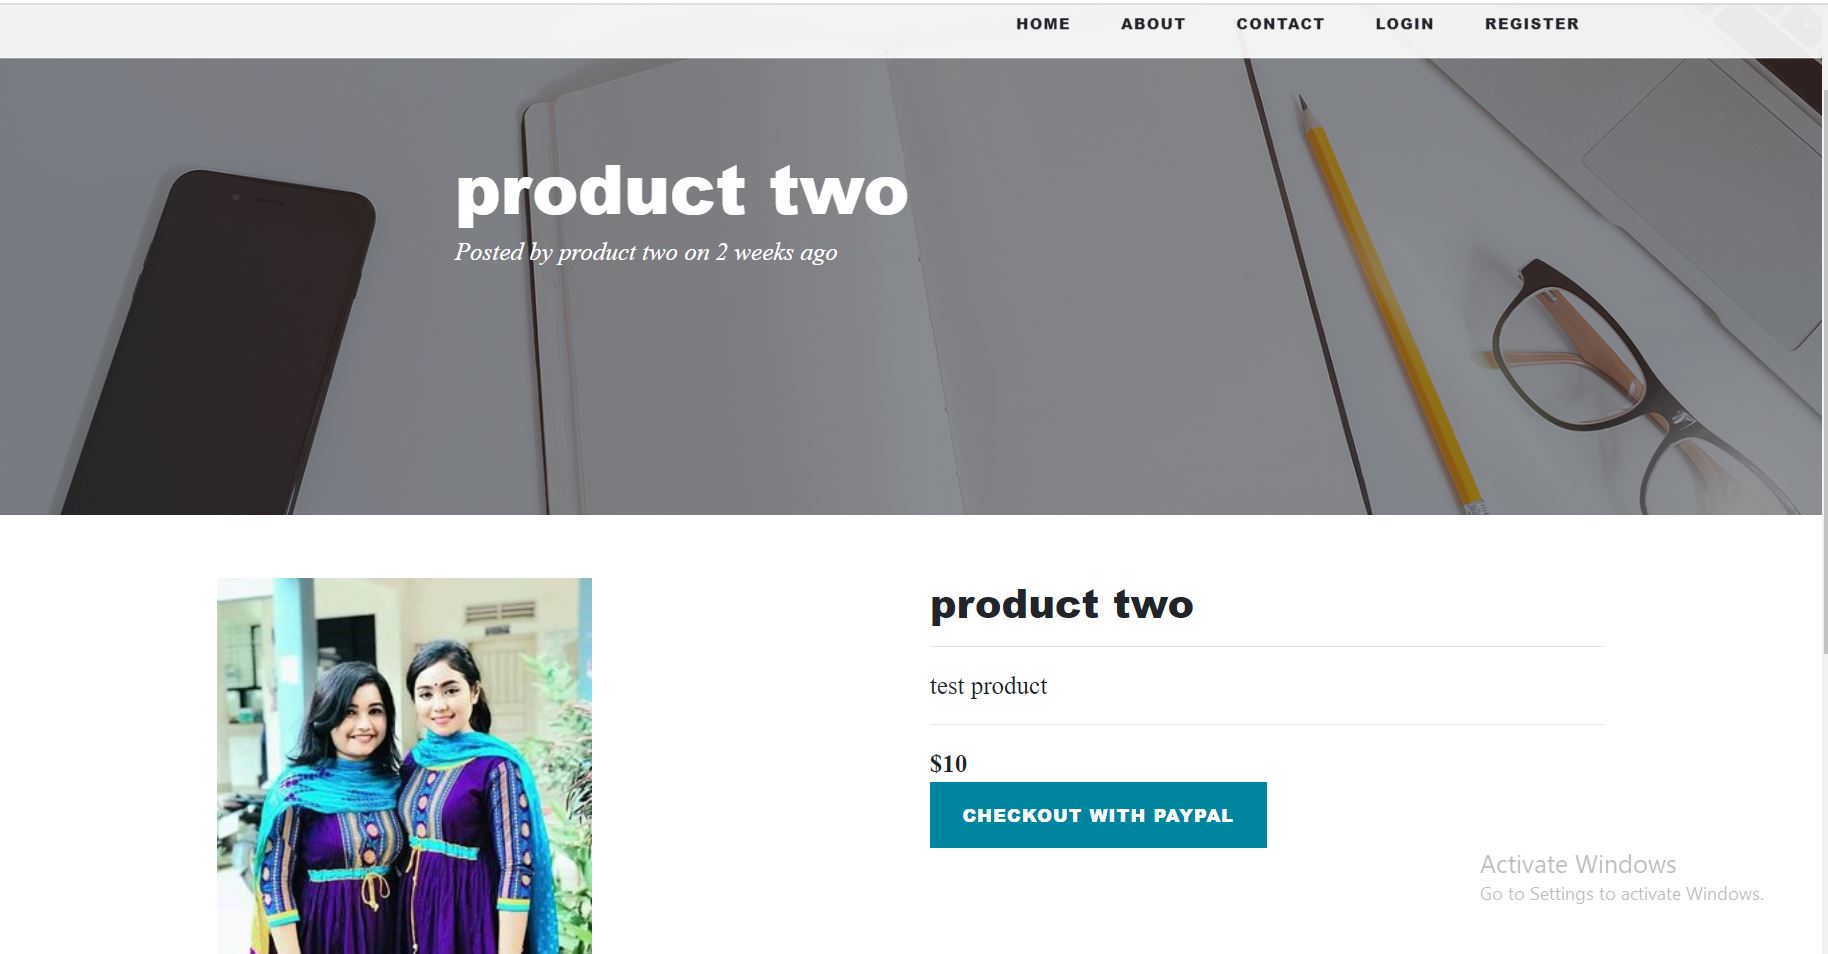 HOME ABOUT CONTACT LOGIN REGISTER
product two
Posted by product two on 2 weeks ago
product two
test product
$10
CHECKOUT WITH PAYPAL
Activate Windows
Go to Settings to activate Windows.